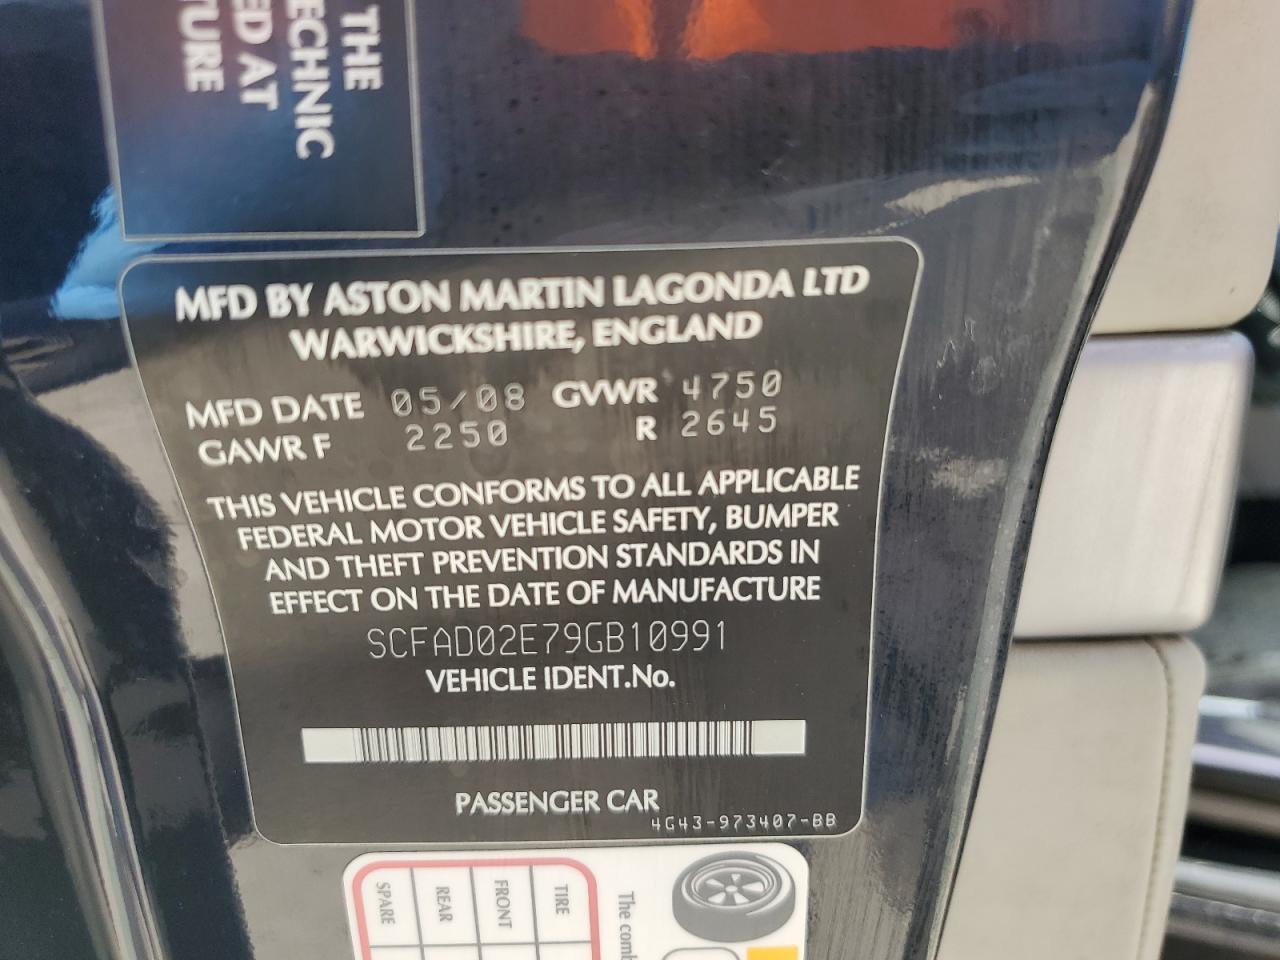 THE
ECHNIC
ED AT
TURE
MFD BY ASTON MARTIN LAGONDA LTD
WARWICKSHIRE, ENGLAND
MFD DATE 05/08 GVWR 4750
GAWR F 2250 R 2645
THIS VEHICLE CONFORMS TO ALL APPLICABLE
FEDERAL MOTOR VEHICLE SAFETY, BUMPER
AND THEFT PREVENTION STANDARDS IN
EFFECT ON THE DATE OF MANUFACTURE
SCFAD02E79GB10991
VEHICLE IDENT.No.
PASSENGER CAR
4G43-973407-BB
The comb
TIRE
FRONT
REAR
SPARE